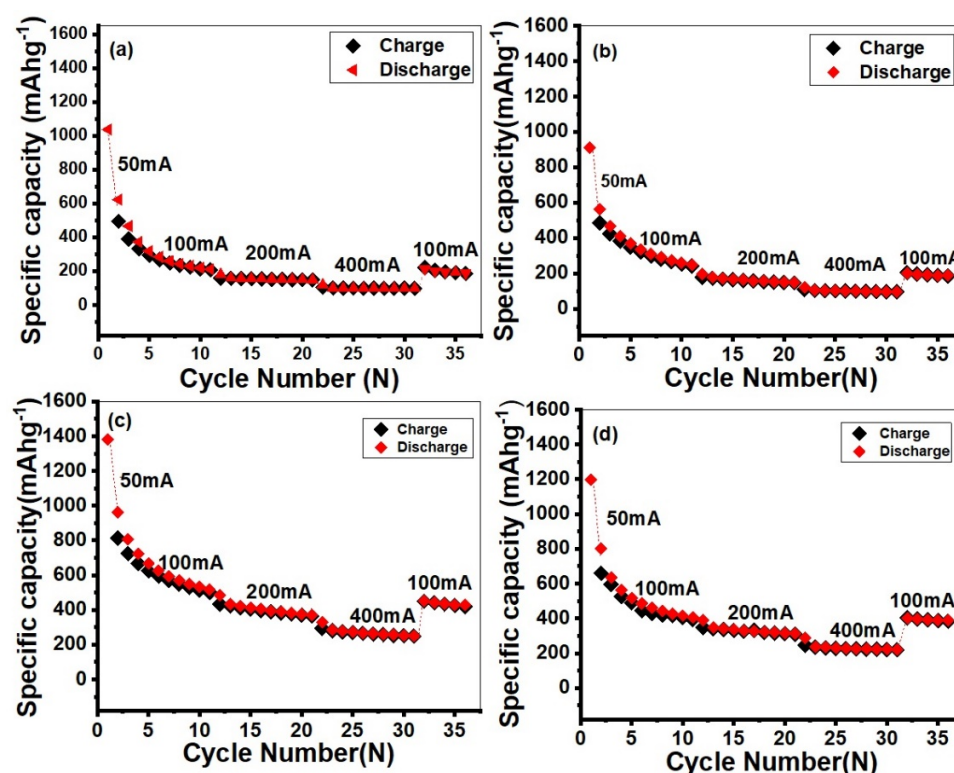 (a)
Charge
Discharge
Specific capacity (mAhg⁻¹)
1600
1400
1200
1000
800
600
400
200
0
50mA
100mA
200mA
400mA
100mA
0 5 10 15 20 25 30 35
Cycle Number (N)
(b)
Charge
Discharge
Specific capacity(mAhg⁻¹)
1600
1400
1200
1000
800
600
400
200
0
50mA
100mA
200mA
400mA
100mA
0 5 10 15 20 25 30 35
Cycle Number(N)
(c)
Charge
Discharge
Specific capacity(mAhg⁻¹)
1600
1400
1200
1000
800
600
400
200
0
50mA
100mA
200mA
400mA
100mA
0 5 10 15 20 25 30 35
Cycle Number(N)
(d)
Charge
Discharge
Specific capacity (mAhg⁻¹)
1600
1400
1200
1000
800
600
400
200
0
50mA
100mA
200mA
400mA
100mA
0 5 10 15 20 25 30 35
Cycle Number(N)